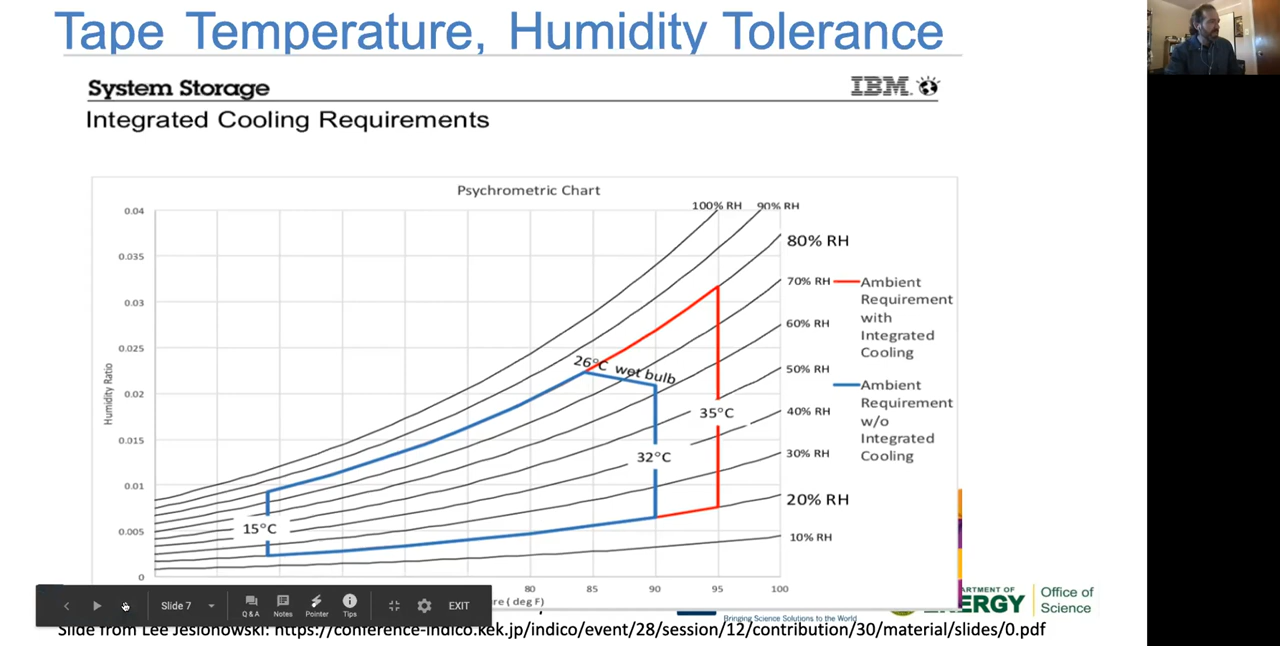 Tape Temperature, Humidity Tolerance
System Storage
IBM
Integrated Cooling Requirements
Psychrometric Chart
100% RH
90% RH
80% RH
70% RH
60% RH
50% RH
40% RH
30% RH
20% RH
10% RH
0.04
0.035
0.03
0.025
0.02
0.015
0.01
0.005
0
Humidity Ratio
26°C wet bulb
35°C
32°C
15°C
Ambient
Requirement
with
Integrated
Cooling
Ambient
Requirement
w/o
Integrated
Cooling
80
85
90
95
100
re ( deg F)
Slide 7
Q & A
Notes
Pointer
Tips
EXIT
Bringing Science Solutions to the World
ARTMENT OF
ENERGY
Office of
Science
Slide from Lee Jesionowski: https://conference-indico.kek.jp/indico/event/28/session/12/contribution/30/material/slides/0.pdf